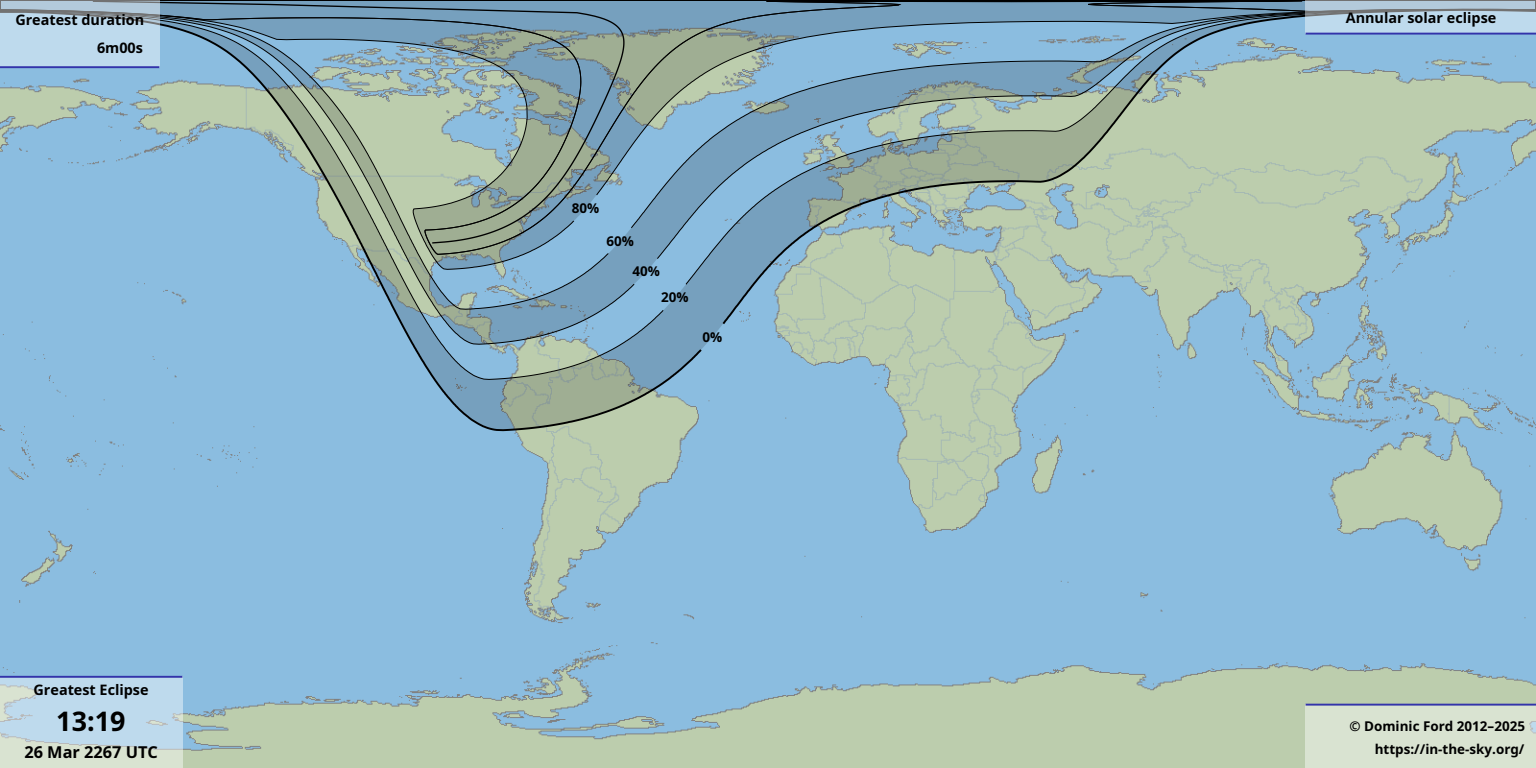 Greatest duration
6m00s
Annular solar eclipse
80%
60%
40%
20%
0%
Greatest Eclipse
13:19
26 Mar 2267 UTC
© Dominic Ford 2012–2025
https://in-the-sky.org/